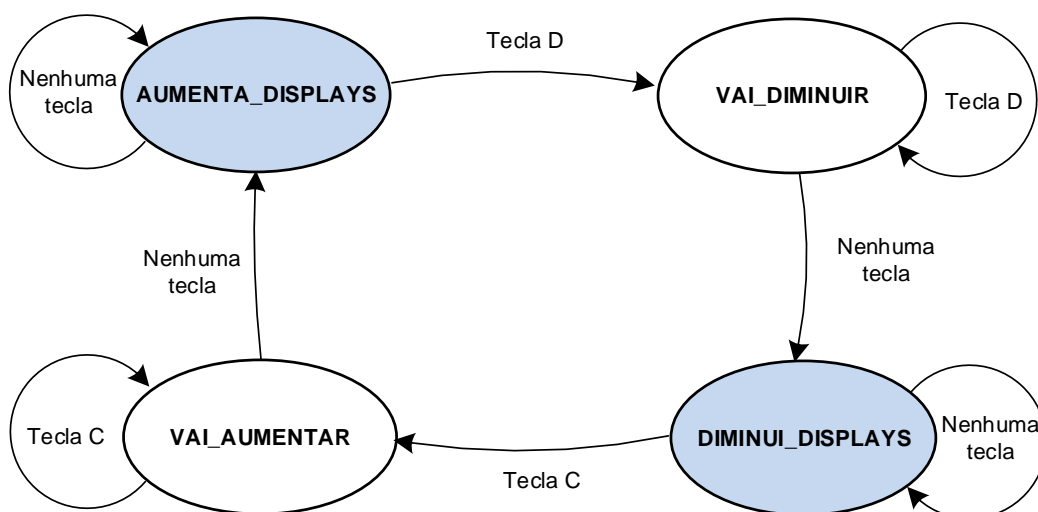 Tecla D
Nenhuma
tecla
AUMENTA_DISPLAYS
VAI_DIMINUIR
Tecla D
Nenhuma
tecla
Nenhuma
tecla
Tecla C
VAI_AUMENTAR
DIMINUI_DISPLAYS
Nenhuma
tecla
Tecla C